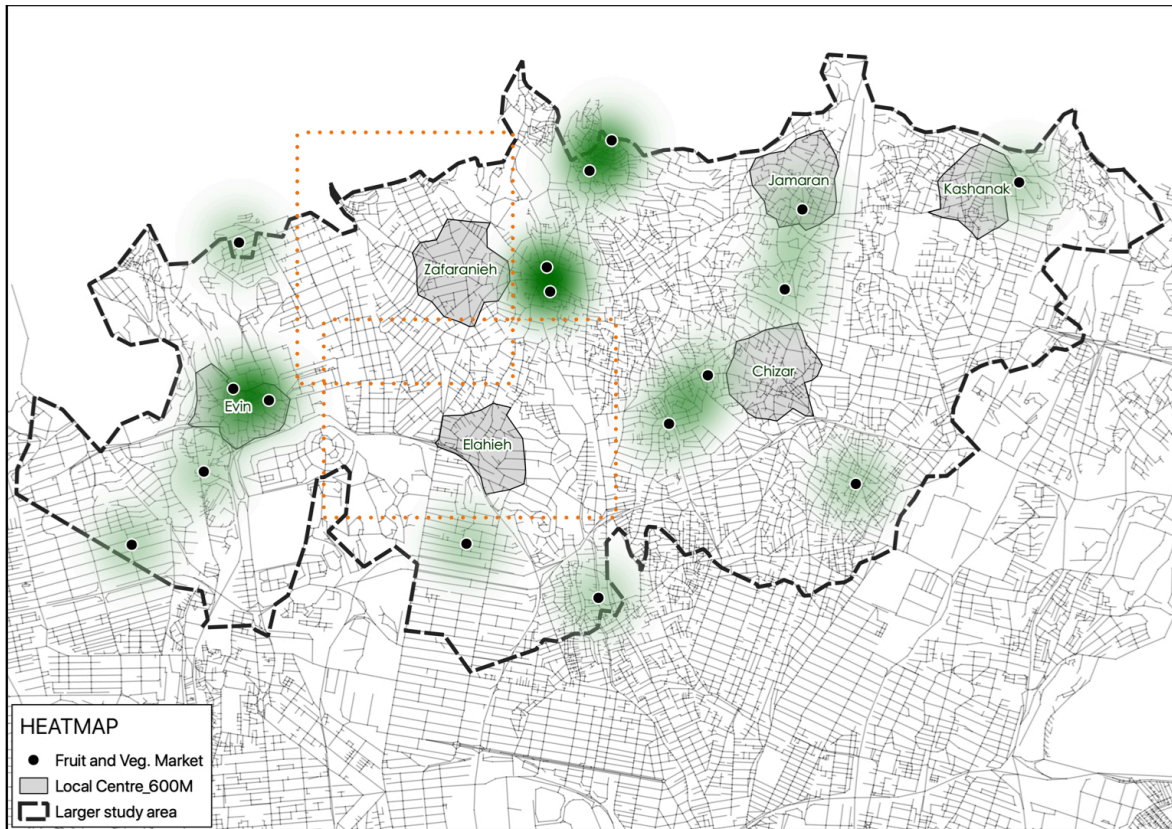 Jamaran
Kashanak
Zafaranieh
Chizar
Evin
Elahieh
HEATMAP
Fruit and Veg. Market
Local Centre_600M
Larger study area